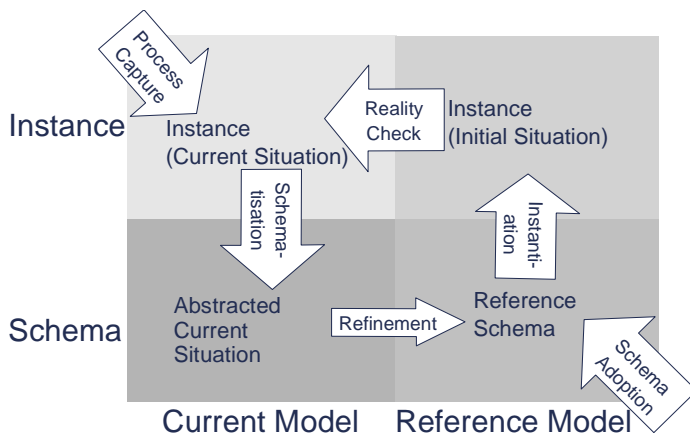 Process
Capture
Instance
Instance
(Current Situation)
Reality
Check
Instance
(Initial Situation)
Schema-
tisation
Instanti-
ation
Schema
Abstracted
Current
Situation
Refinement
Reference
Schema
Schema
Adoption
Current Model
Reference Model